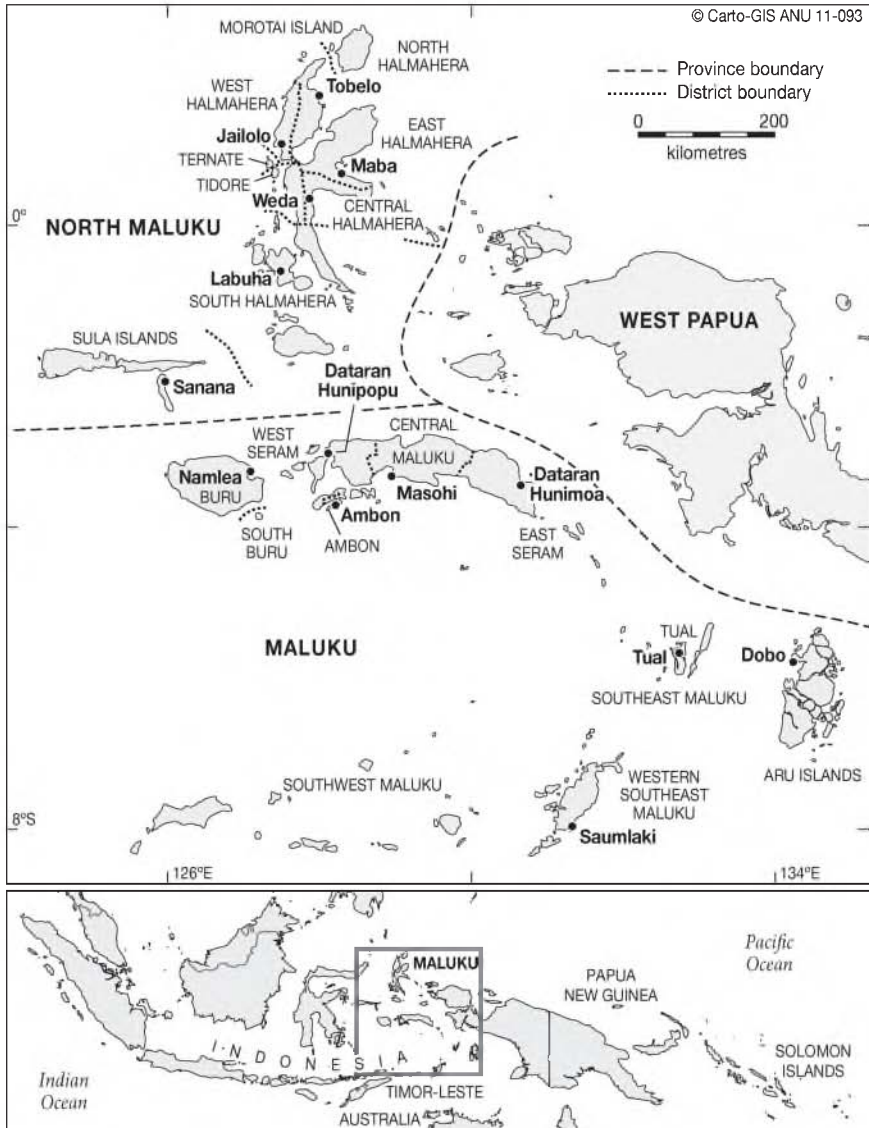 © Carto-GIS ANU 11-093
MOROTAI ISLAND
NORTH
HALMAHERA
Province boundary
District boundary
0
200
kilometres
WEST
HALMAHERA
Tobelo
EAST
HALMAHERA
Jailolo
TERNATE
TIDORE
Maba
Weda
CENTRAL
HALMAHERA
0°
NORTH MALUKU
Labuha
SOUTH HALMAHERA
WEST PAPUA
SULA ISLANDS
Sanana
Dataran
Hunipopu
WEST
SERAM
CENTRAL
MALUKU
Namlea
BURU
Masohi
Dataran
Hunimoa
Ambon
SOUTH
BURU
AMBON
EAST
SERAM
MALUKU
TUAL
Tual
Dobo
SOUTHEAST MALUKU
SOUTHWEST MALUKU
WESTERN
SOUTHEAST
MALUKU
ARU ISLANDS
Saumlaki
8°S
126°E
134°E
MALUKU
Pacific
Ocean
PAPUA
NEW GUINEA
INDONESIA
SOLOMON
ISLANDS
Indian
Ocean
TIMOR-LESTE
AUSTRALIA